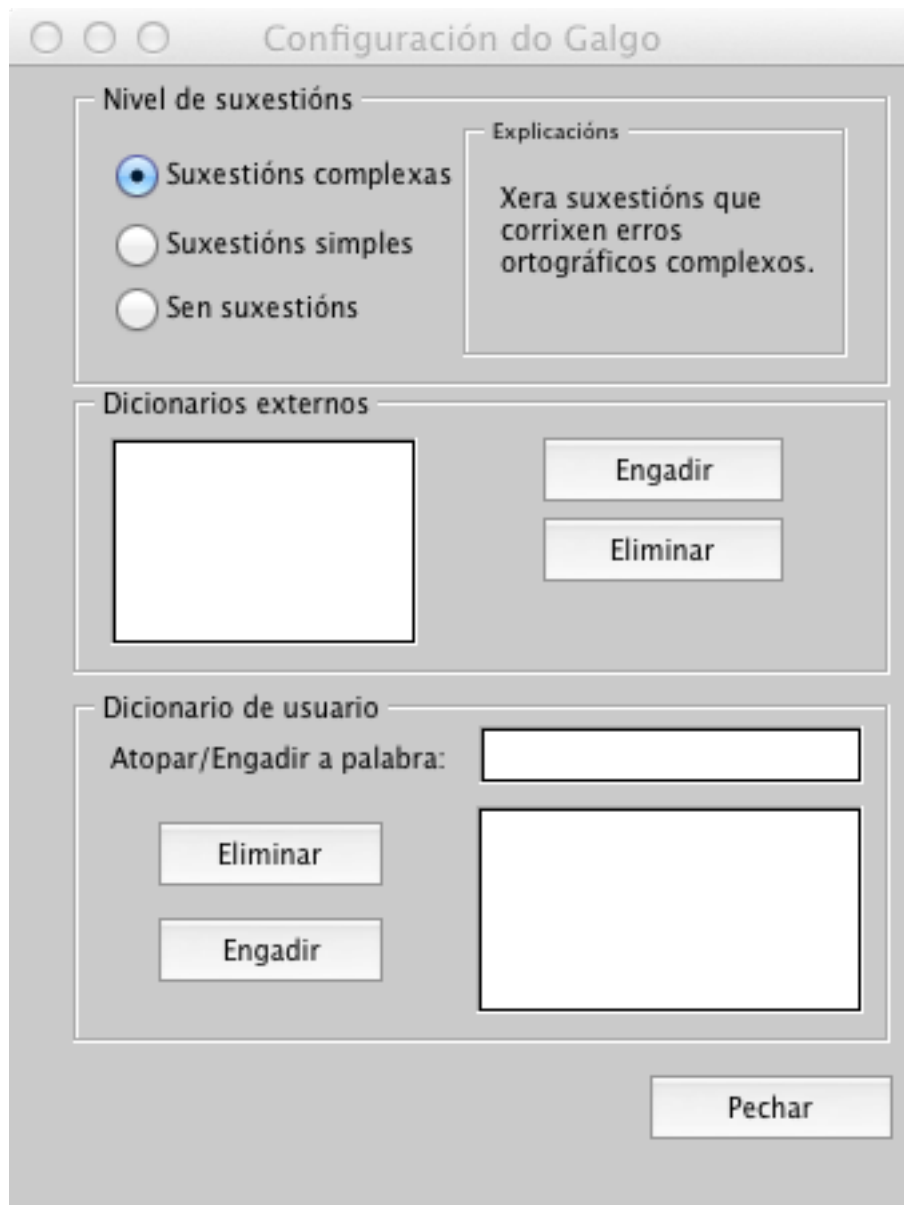 Configuración do Galgo
Nivel de suxestións
Suxestións complexas
Suxestións simples
Sen suxestións
Explicacións
Xera suxestións que
corrixen erros
ortográficos complexos.
Dicionarios externos
Engadir
Eliminar
Dicionario de usuario
Atopar/Engadir a palabra:
Eliminar
Engadir
Pechar